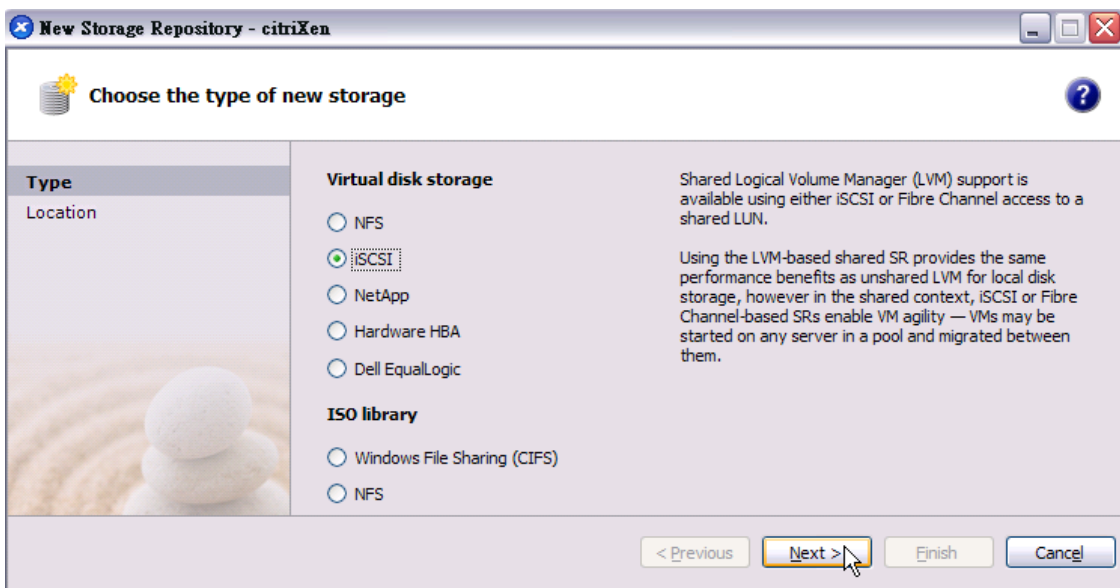 New Storage Repository - citriXen
Choose the type of new storage
?
Type
Location
Virtual disk storage
NFS
iSCSI
NetApp
Hardware HBA
Dell EqualLogic
ISO library
Windows File Sharing (CIFS)
NFS
Shared Logical Volume Manager (LVM) support is
available using either iSCSI or Fibre Channel access to a
shared LUN.
Using the LVM-based shared SR provides the same
performance benefits as unshared LVM for local disk
storage, however in the shared context, iSCSI or Fibre
Channel-based SRs enable VM agility — VMs may be
started on any server in a pool and migrated between
them.
< Previous
Next >
Finish
Cancel